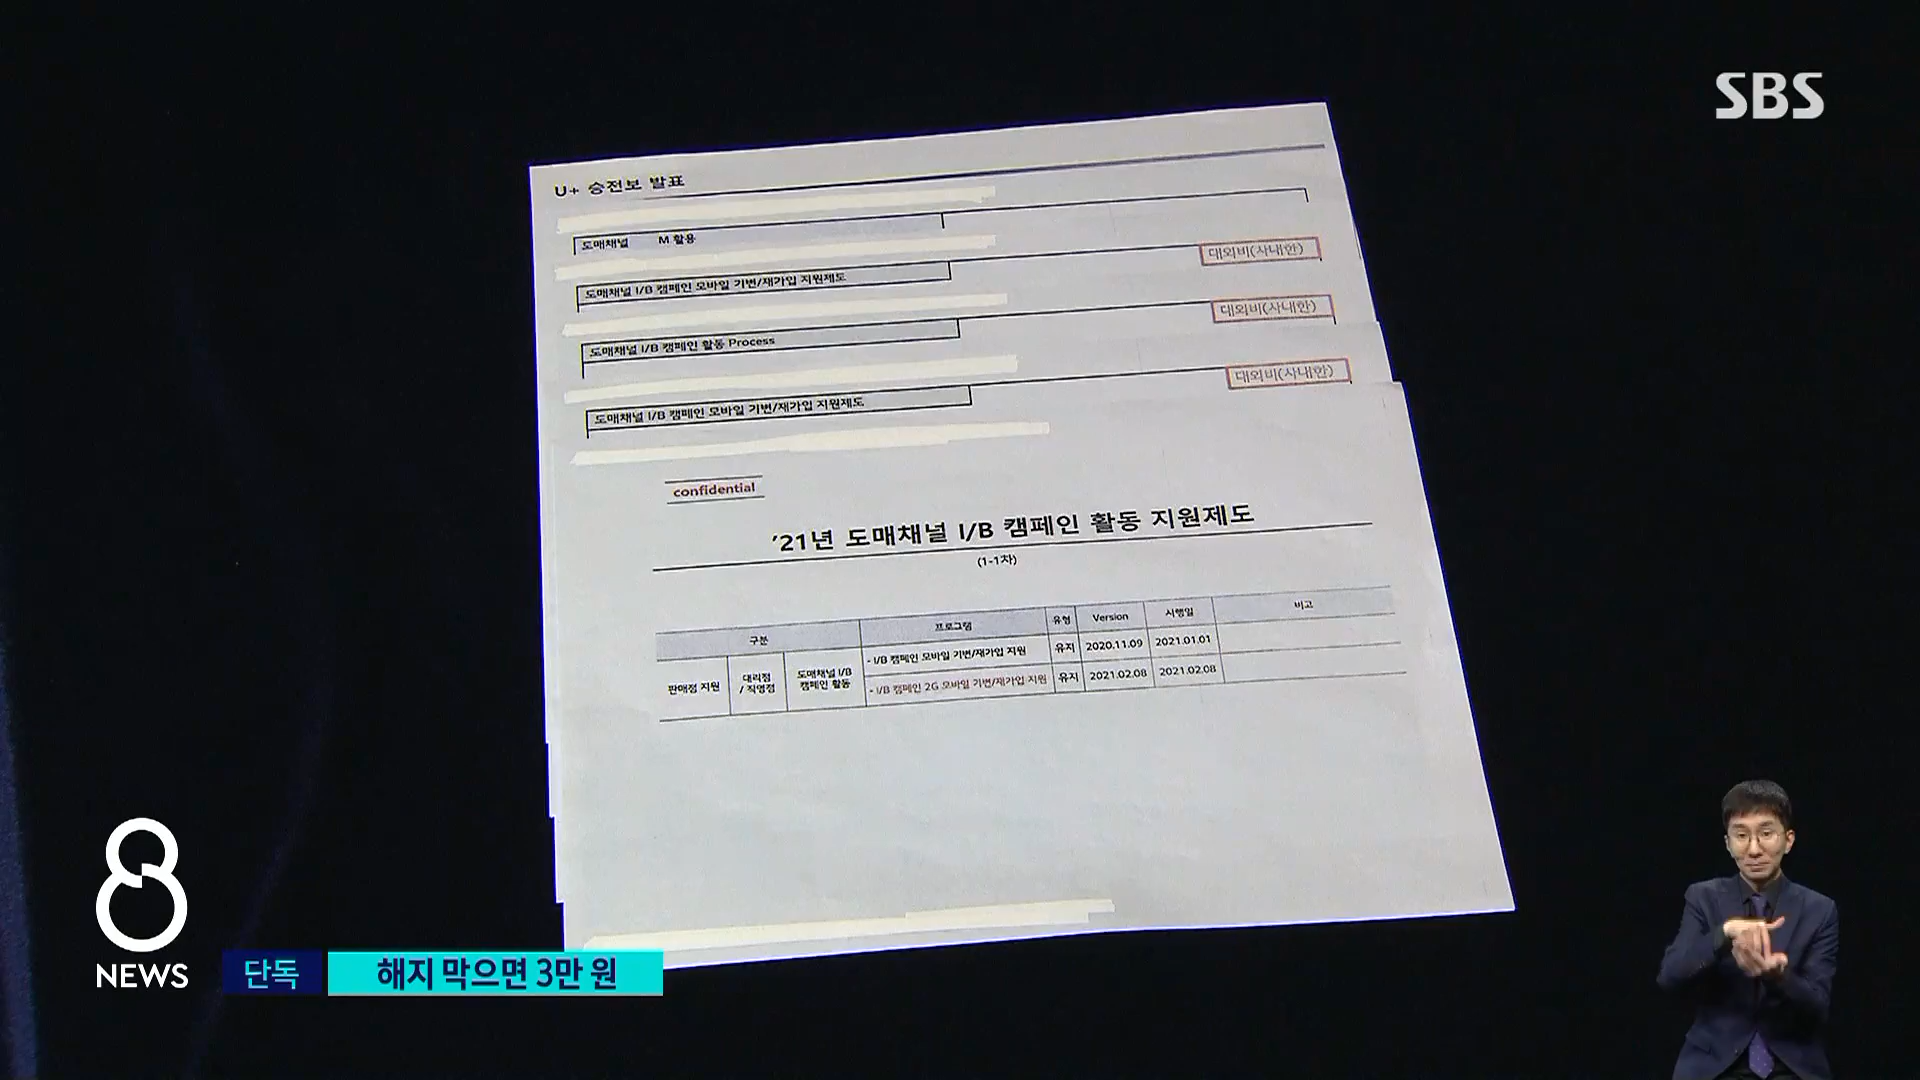 SBS
U+ 승전보 발표
도매채널 M 활용
대외비(사내한)
도매채널 I/B 캠페인 모바일 기변/재가입 지원제도
대외비(사내한)
도매채널 I/B 캠페인 활동 Process
대외비(사내한)
도매채널 I/B 캠페인 모바일 기변/재가입 지원제도
confidential
'21년 도매채널 I/B 캠페인 활동 지원제도
(1-1차)
구분 프로그램 유형 Version 시행일 비고
판매점 지원 대리점 / 직영점 도매채널 I/B 캠페인 활동 - I/B 캠페인 모바일 기변/재가입 지원 유지 2020.11.09 2021.01.01
- I/B 캠페인 2G 모바일 기변/재가입 지원 유지 2021.02.08 2021.02.08
8
NEWS
단독 해지 막으면 3만 원